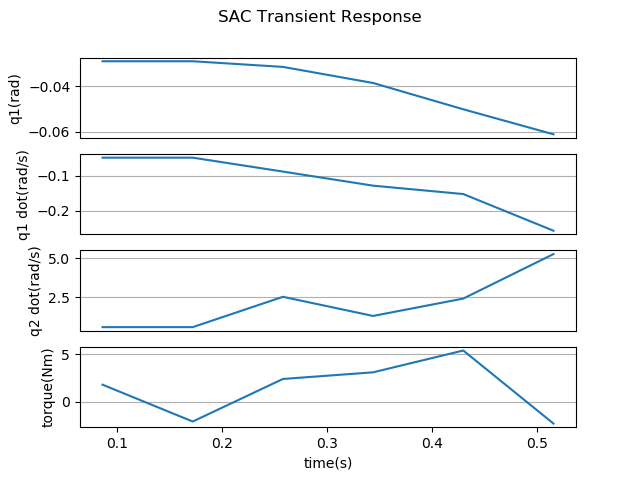 SAC Transient Response
q1(rad)
−0.04
−0.06
q1 dot(rad/s)
−0.1
−0.2
q2 dot(rad/s)
5.0
2.5
torque(Nm)
5
0
0.1 0.2 0.3 0.4 0.5
time(s)